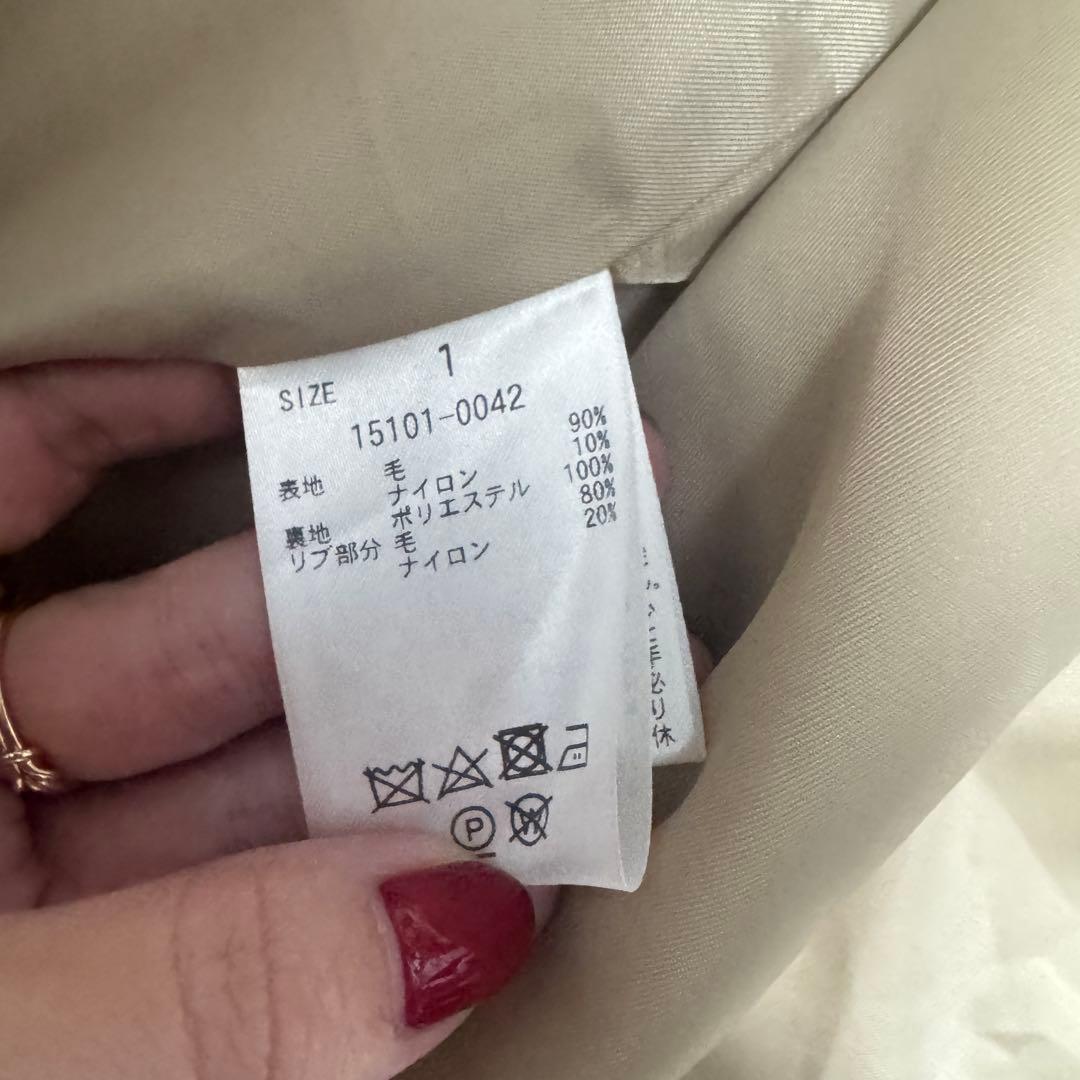 SIZE 1
15101-0042
表地 毛 90%
ナイロン 10%
裏地 ポリエステル 100%
リブ部分 毛 80%
ナイロン 20%
P W